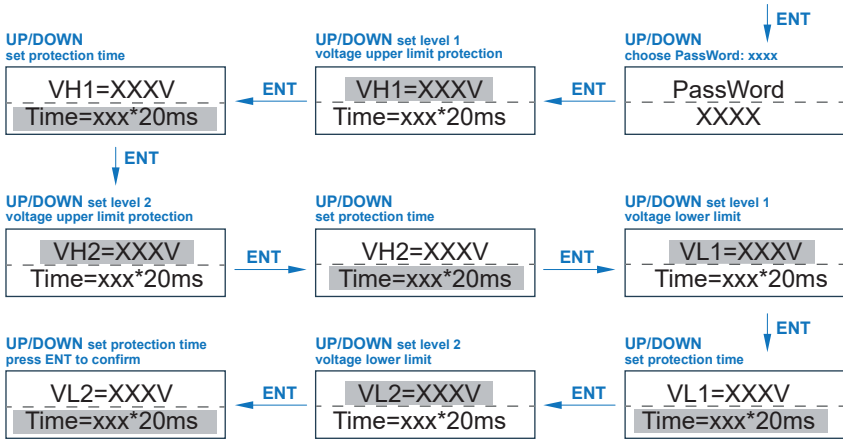 ENT
UP/DOWN
choose PassWord: xxxx
PassWord
XXXX
ENT
UP/DOWN set level 1
voltage upper limit protection
VH1=XXXV
Time=xxx*20ms
ENT
UP/DOWN
set protection time
VH1=XXXV
Time=xxx*20ms
ENT
UP/DOWN set level 2
voltage upper limit protection
VH2=XXXV
Time=xxx*20ms
ENT
UP/DOWN
set protection time
VH2=XXXV
Time=xxx*20ms
ENT
UP/DOWN set level 1
voltage lower limit
VL1=XXXV
Time=xxx*20ms
ENT
UP/DOWN
set protection time
VL1=XXXV
Time=xxx*20ms
ENT
UP/DOWN set level 2
voltage lower limit
VL2=XXXV
Time=xxx*20ms
ENT
UP/DOWN set protection time
press ENT to confirm
VL2=XXXV
Time=xxx*20ms